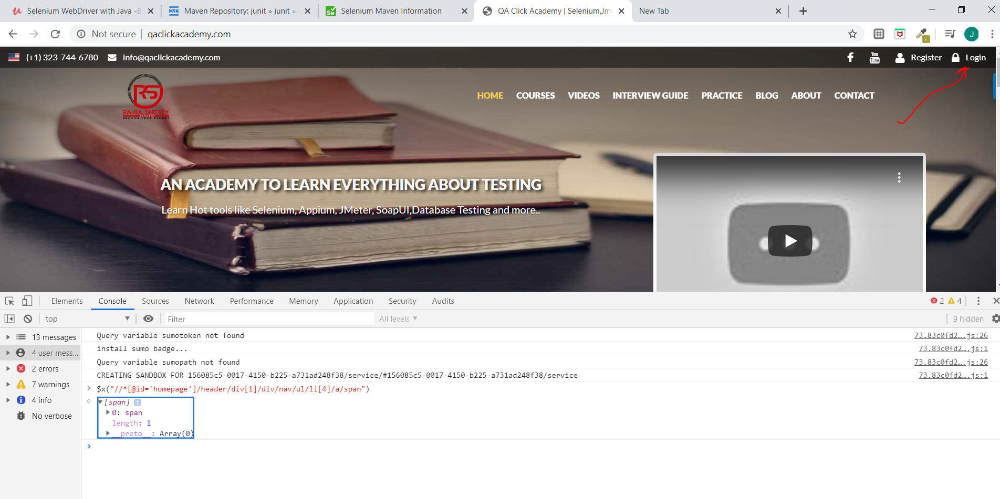 Selenium WebDriver with Java -B
Maven Repository: junit » junit »
Selenium Maven Information
QA Click Academy | Selenium,Jme
New Tab
Not secure | qaclickacademy.com
J
(+1) 323-744-6780 info@qaclickacademy.com
You Tube Register Login
RS
RAHUL SHETTY
ACADEMY
BECOME TEST EXPERT
HOME COURSES VIDEOS INTERVIEW GUIDE PRACTICE BLOG ABOUT CONTACT
AN ACADEMY TO LEARN EVERYTHING ABOUT TESTING
Learn Hot tools like Selenium, Appium, JMeter, SoapUI,Database Testing and more..
Elements Console Sources Network Performance Memory Application Security Audits 2 4
top Filter All levels 9 hidden
13 messages
4 user mess...
2 errors
7 warnings
4 info
No verbose
Query variable sumotoken not found 73.83c0fd2….js:26
install sumo badge... 73.83c0fd2….js:1
Query variable sumopath not found 73.83c0fd2….js:26
CREATING SANDBOX FOR 156085c5-0017-4150-b225-a731ad248f38/service/#156085c5-0017-4150-b225-a731ad248f38/service 73.83c0fd2….js:1
> $x("//*[@id='homepage']/header/div[1]/div/nav/ul/li[4]/a/span")
[span] i
0: span
length: 1
__proto__: Array(0)
>